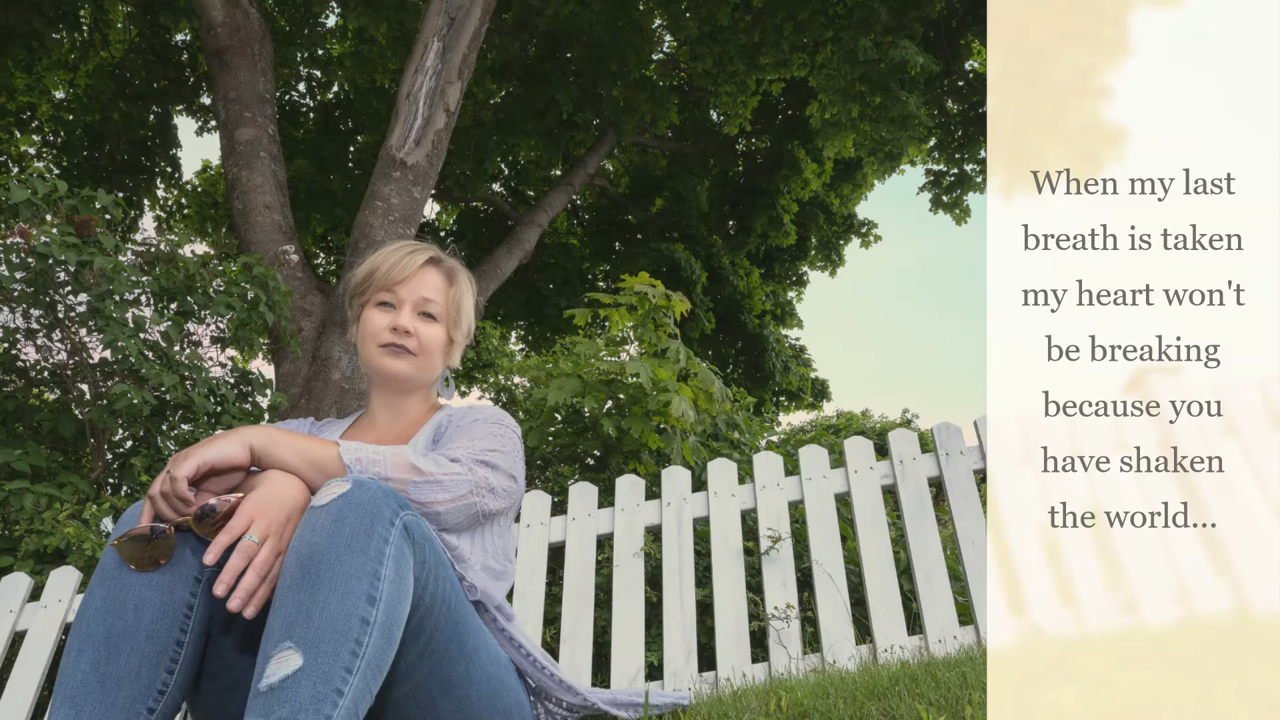 When my last
breath is taken
my heart won't
be breaking
because you
have shaken
the world...